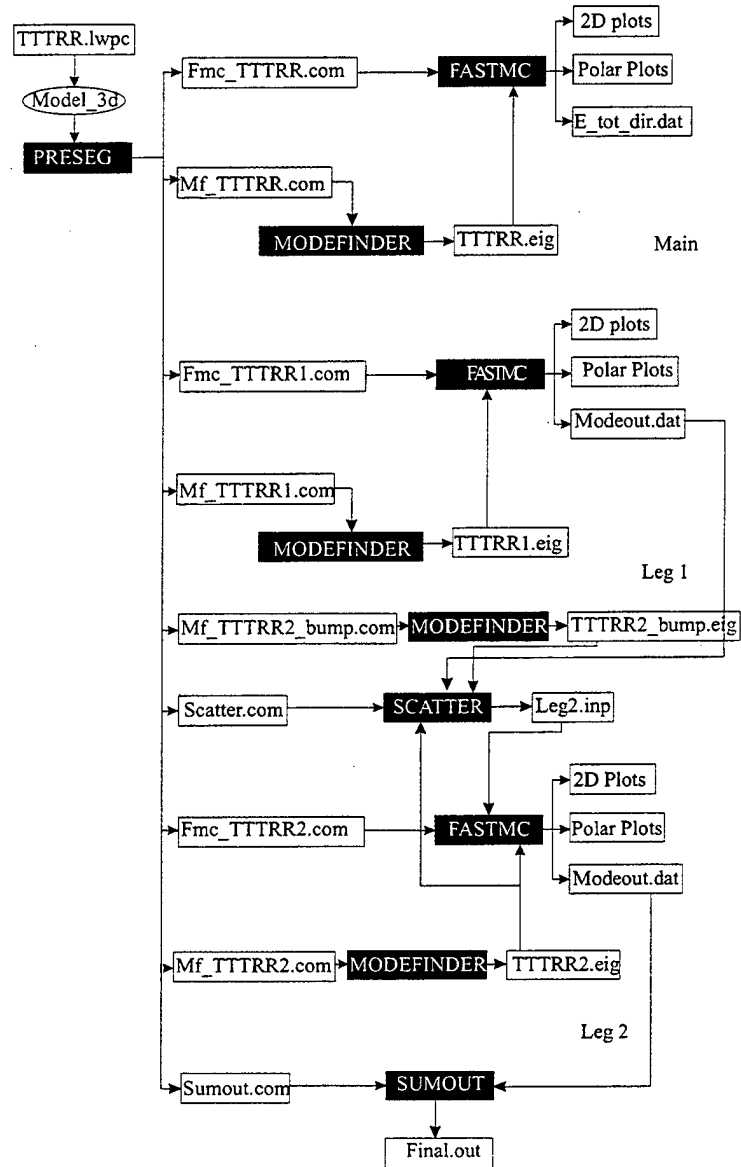 TTTRR.lwpc
Model_3d
PRESEG
Fmc_TTTRR.com
FASTMC
2D plots
Polar Plots
E_tot_dir.dat
Mf_TTTRR.com
MODEFINDER
TTTRR.eig
Main
Fmc_TTTRR1.com
FASTMC
2D plots
Polar Plots
Modeout.dat
Mf_TTTRR1.com
MODEFINDER
TTTRR1.eig
Leg 1
Mf_TTTRR2_bump.com
MODEFINDER
TTTRR2_bump.eig
Scatter.com
SCATTER
Leg2.inp
Fmc_TTTRR2.com
FASTMC
2D Plots
Polar Plots
Modeout.dat
Mf_TTTRR2.com
MODEFINDER
TTTRR2.eig
Leg 2
Sumout.com
SUMOUT
Final.out